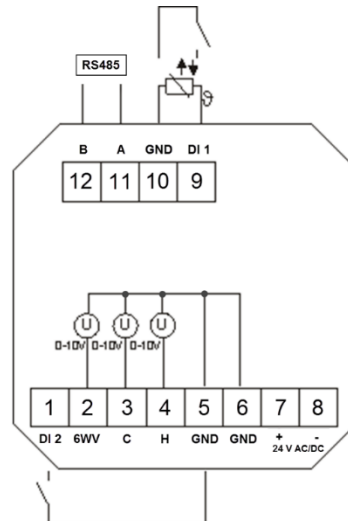 RS485
B A GND DI 1
12 11 10 9
U U U
0-10V 0-10V 0-10V
1 2 3 4 5 6 7 8
DI 2 6WV C H GND GND + -
24 V AC/DC